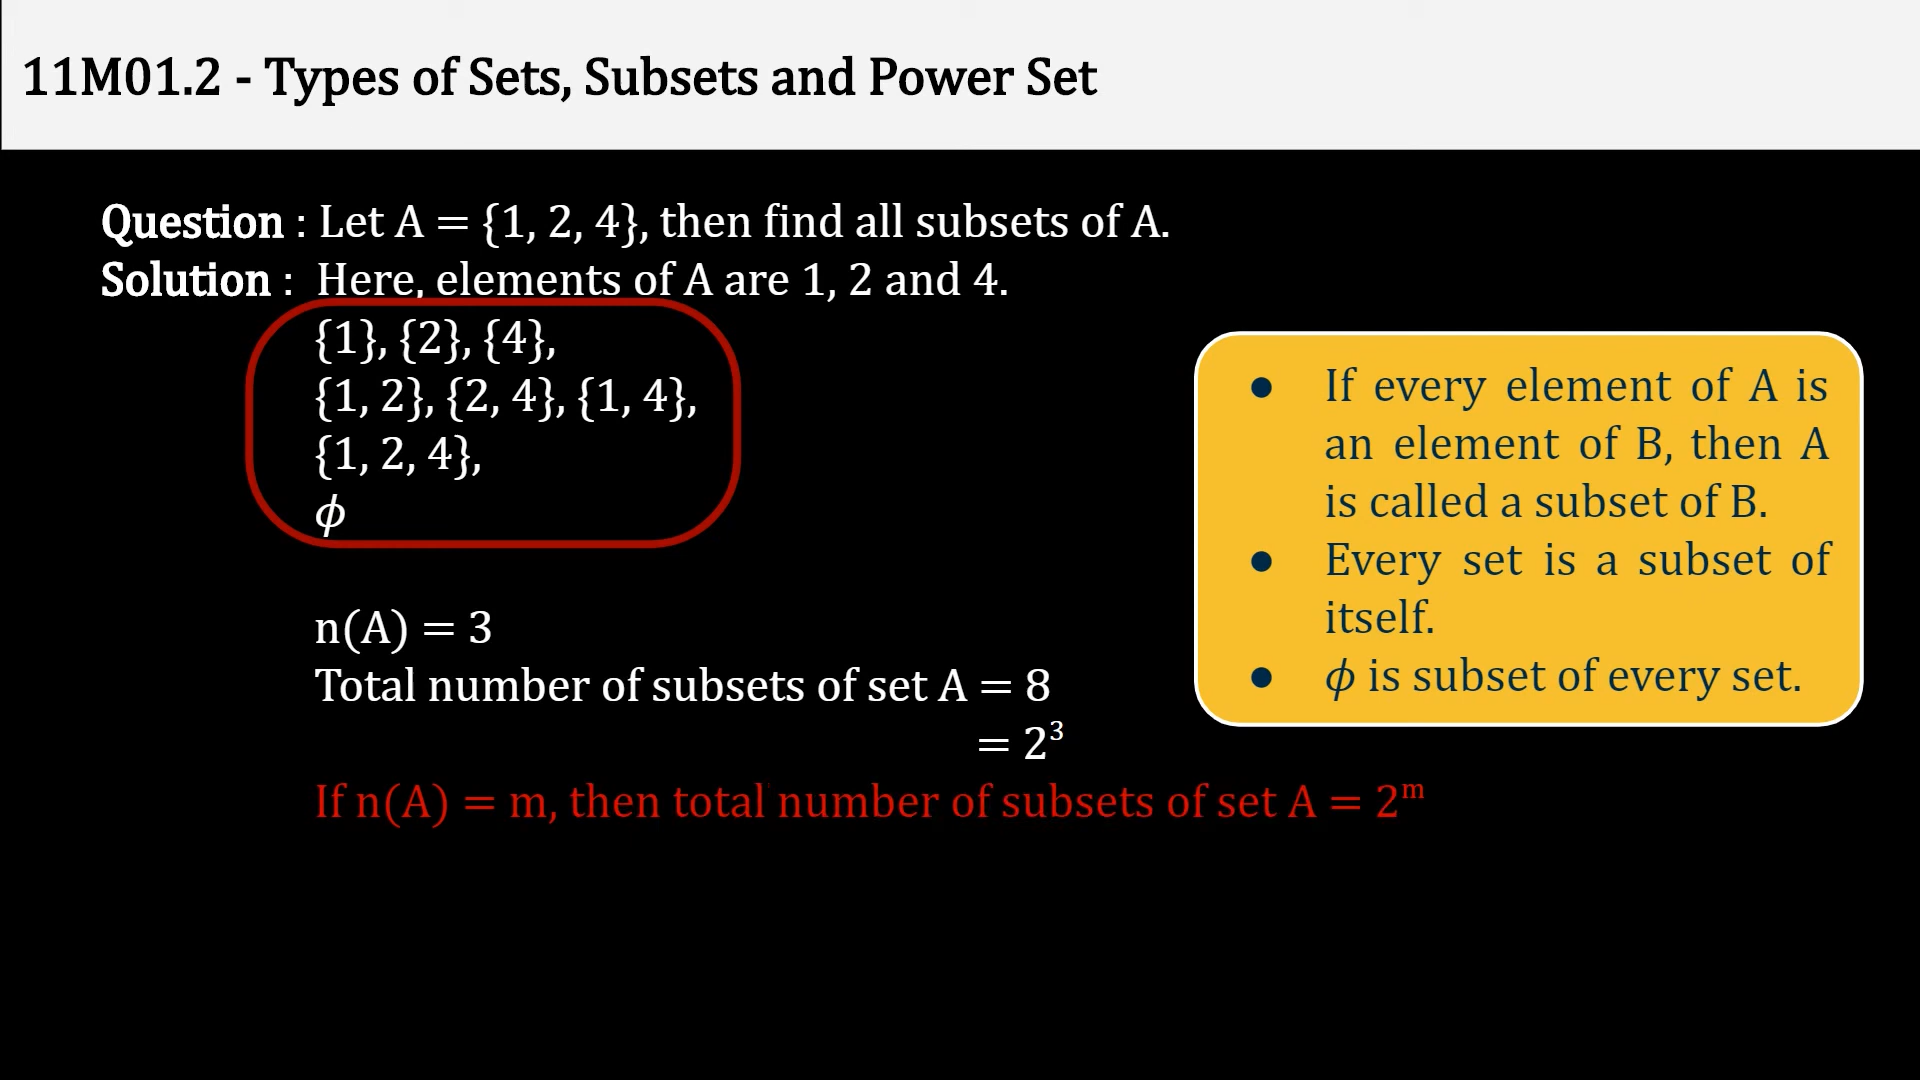 11M01.2 - Types of Sets, Subsets and Power Set
Question : Let A = {1, 2, 4}, then find all subsets of A.
Solution : Here, elements of A are 1, 2 and 4.
{1}, {2}, {4},
{1, 2}, {2, 4}, {1, 4},
{1, 2, 4},
ϕ
n(A) = 3
Total number of subsets of set A = 8
= 2³
If n(A) = m, then total number of subsets of set A = 2ᵐ
● If every element of A is
an element of B, then A
is called a subset of B.
● Every set is a subset of
itself.
● ϕ is subset of every set.